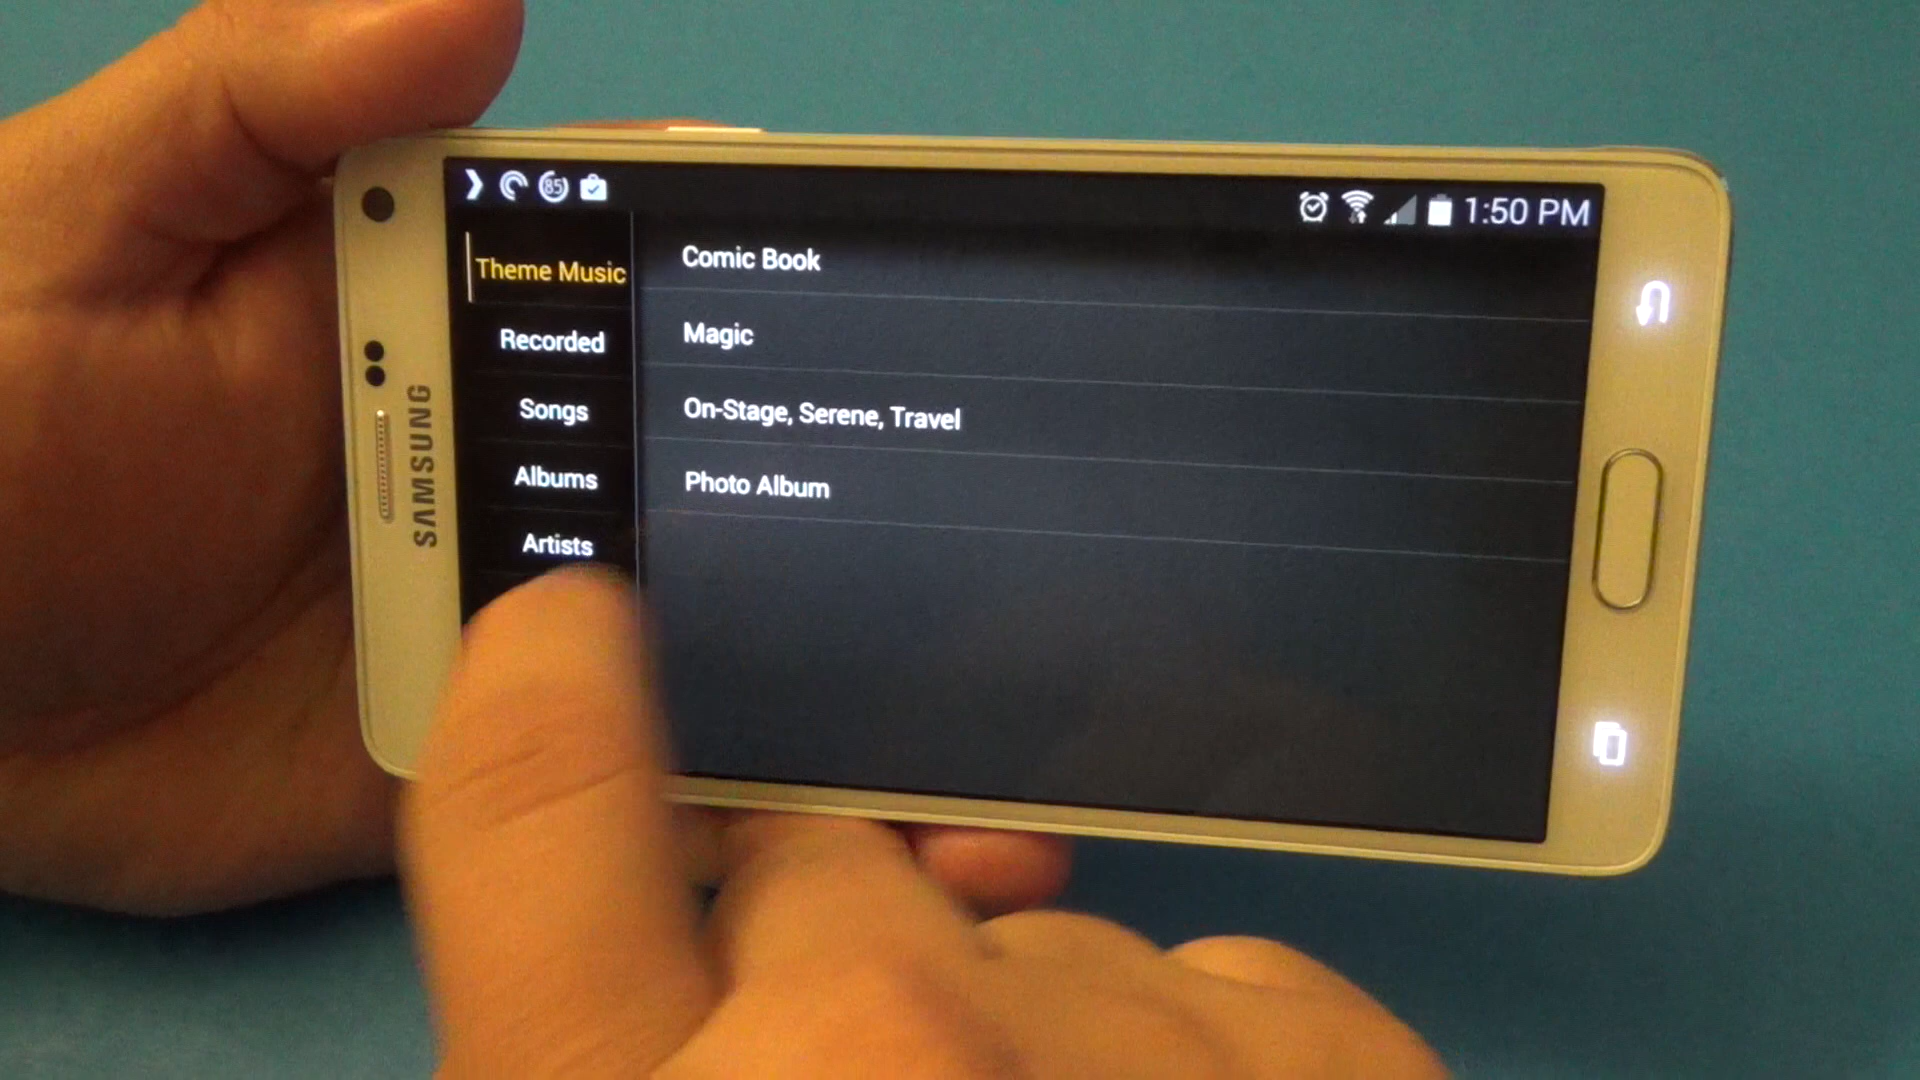 85
1:50 PM
Theme Music
Recorded
Songs
Albums
Artists
Comic Book
Magic
On-Stage, Serene, Travel
Photo Album
SAMSUNG